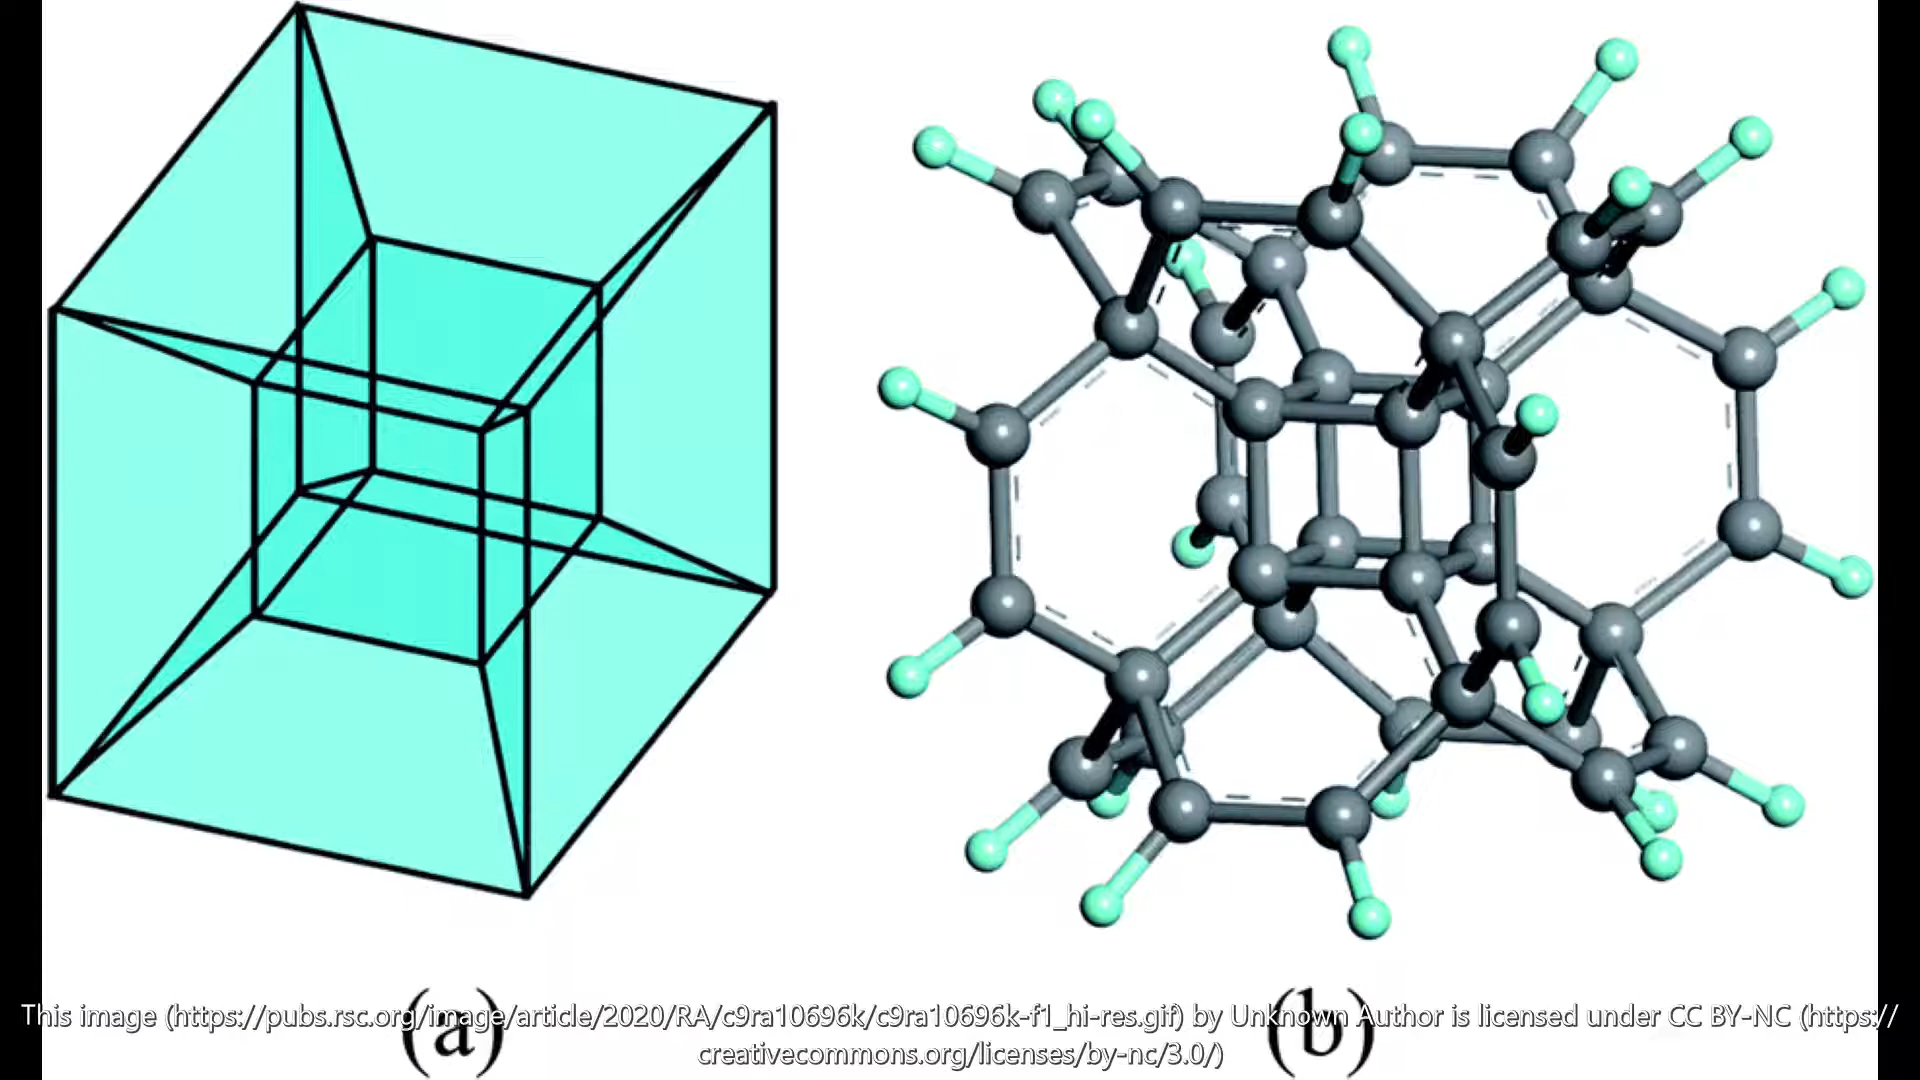 (a) (b)
This image (https://pubs.rsc.org/image/article/2020/RA/c9ra10696k/c9ra10696k-f1_hi-res.gif) by Unknown Author is licensed under CC BY-NC (https://
creativecommons.org/licenses/by-nc/3.0/)